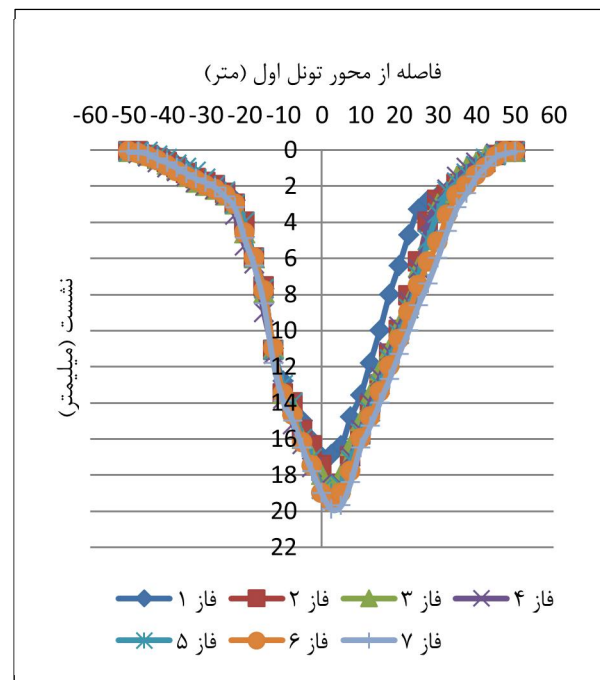 فاصله از محور تونل اول (متر)
-60 -50 -40 -30 -20 -10 0 10 20 30 40 50 60
0
2
4
6
8
10
12
14
16
18
20
22
نشست (میلیمتر)
فاز ۱ فاز ۲ فاز ۳ فاز ۴
فاز ۵ فاز ۶ فاز ۷